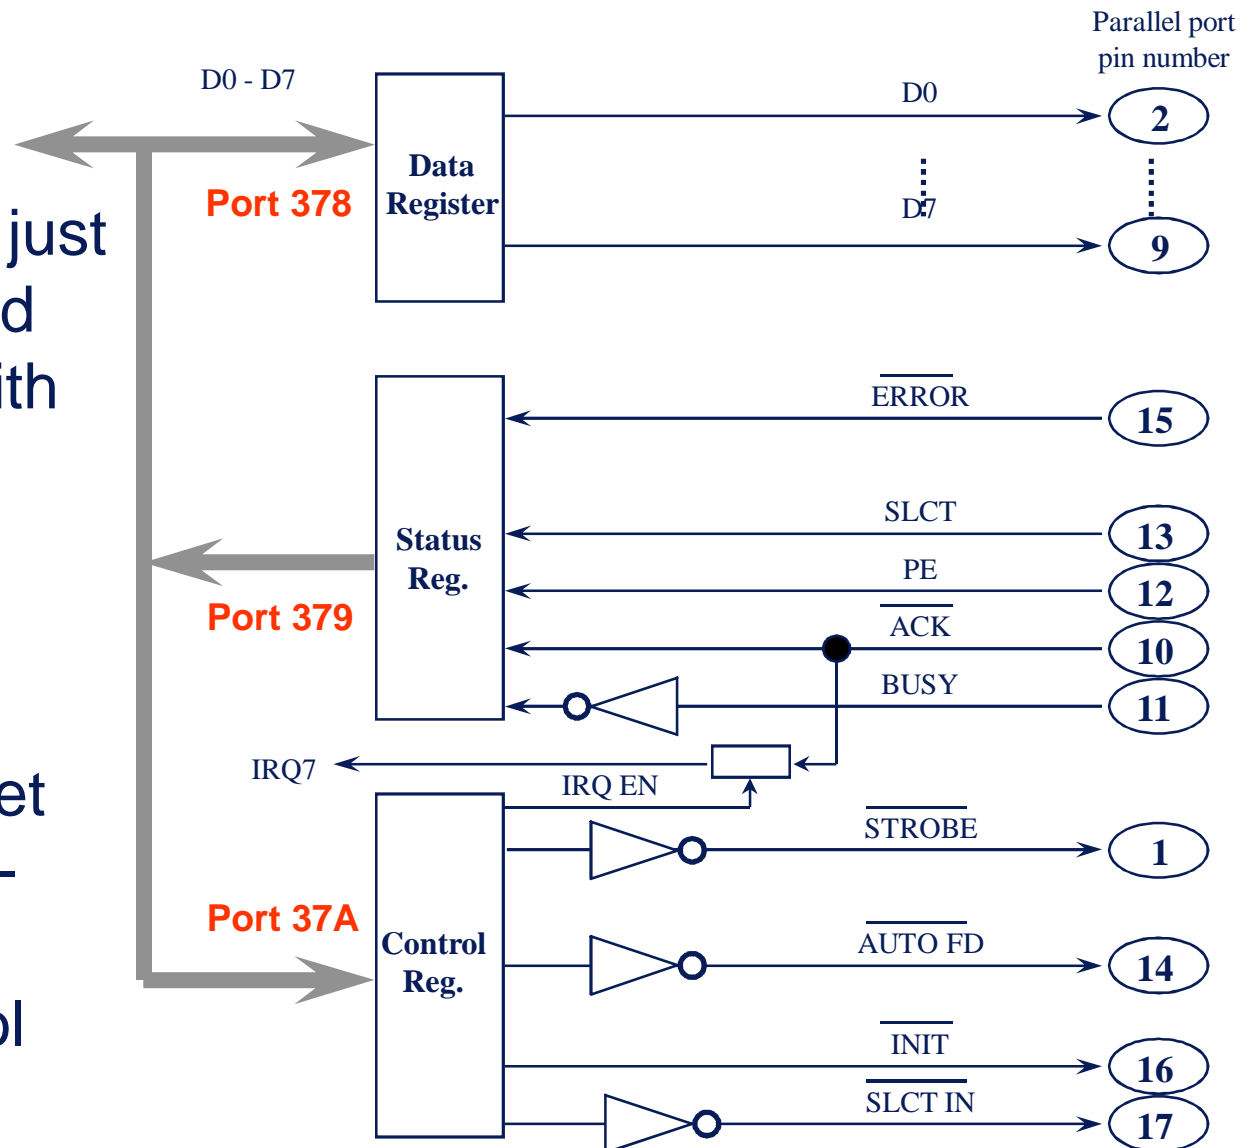 Parallel port
pin number
D0 - D7
D0
2
Data
Register
Port 378
D7
9
just
d
ith
ERROR
15
SLCT
13
Status
Reg.
PE
12
Port 379
ACK
10
BUSY
11
IRQ7
IRQ EN
et
-
ol
STROBE
1
Port 37A
Control
Reg.
AUTO FD
14
INIT
16
SLCT IN
17